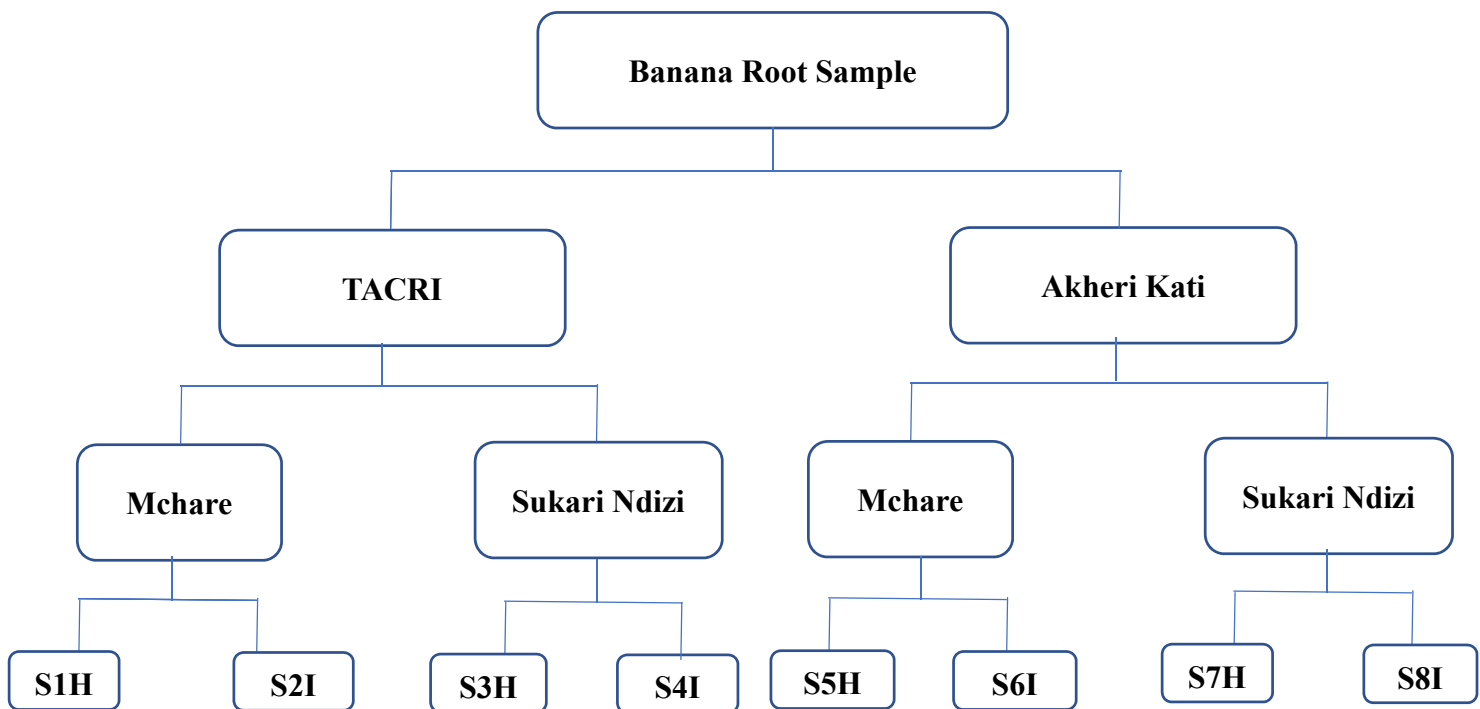 Banana Root Sample
TACRI
Akheri Kati
Mchare
Sukari Ndizi
Mchare
Sukari Ndizi
S1H
S2I
S3H
S4I
S5H
S6I
S7H
S8I